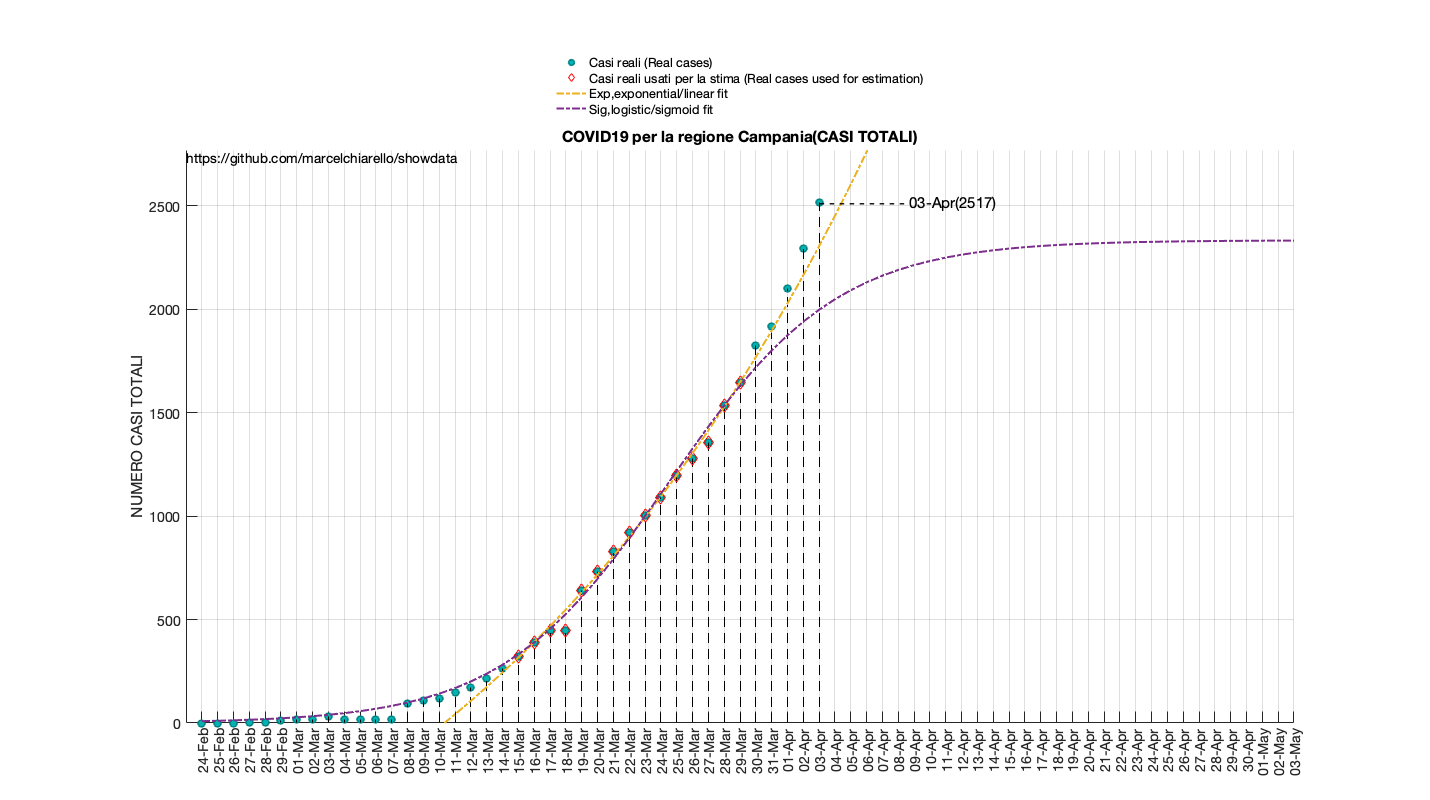 Casi reali (Real cases)
Casi reali usati per la stima (Real cases used for estimation)
Exp,exponential/linear fit
Sig,logistic/sigmoid fit
COVID19 per la regione Campania(CASI TOTALI)
https://github.com/marcelchiarello/showdata
03-Apr(2517)
NUMERO CASI TOTALI
2500
2000
1500
1000
500
0
24-Feb
25-Feb
26-Feb
27-Feb
28-Feb
29-Feb
01-Mar
02-Mar
03-Mar
04-Mar
05-Mar
06-Mar
07-Mar
08-Mar
09-Mar
10-Mar
11-Mar
12-Mar
13-Mar
14-Mar
15-Mar
16-Mar
17-Mar
18-Mar
19-Mar
20-Mar
21-Mar
22-Mar
23-Mar
24-Mar
25-Mar
26-Mar
27-Mar
28-Mar
29-Mar
30-Mar
31-Mar
01-Apr
02-Apr
03-Apr
04-Apr
05-Apr
06-Apr
07-Apr
08-Apr
09-Apr
10-Apr
11-Apr
12-Apr
13-Apr
14-Apr
15-Apr
16-Apr
17-Apr
18-Apr
19-Apr
20-Apr
21-Apr
22-Apr
23-Apr
24-Apr
25-Apr
26-Apr
27-Apr
28-Apr
29-Apr
30-Apr
01-May
02-May
03-May